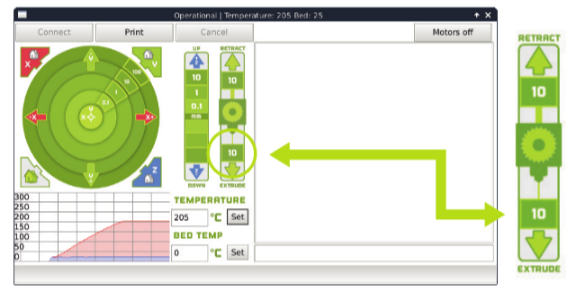 Operational | Temperature: 205 Bed: 25
Connect
Print
Cancel
Motors off
X
Y
Y
100
10
1
0.1
-X
Y
X
X+
Y
Z
UP
10
1
0.1
mm
DOWN
RETRACT
10
10
EXTRUDE
300
250
200
150
100
50
0
TEMPERATURE
205 °C Set
BED TEMP
0 °C Set
RETRACT
10
10
EXTRUDE